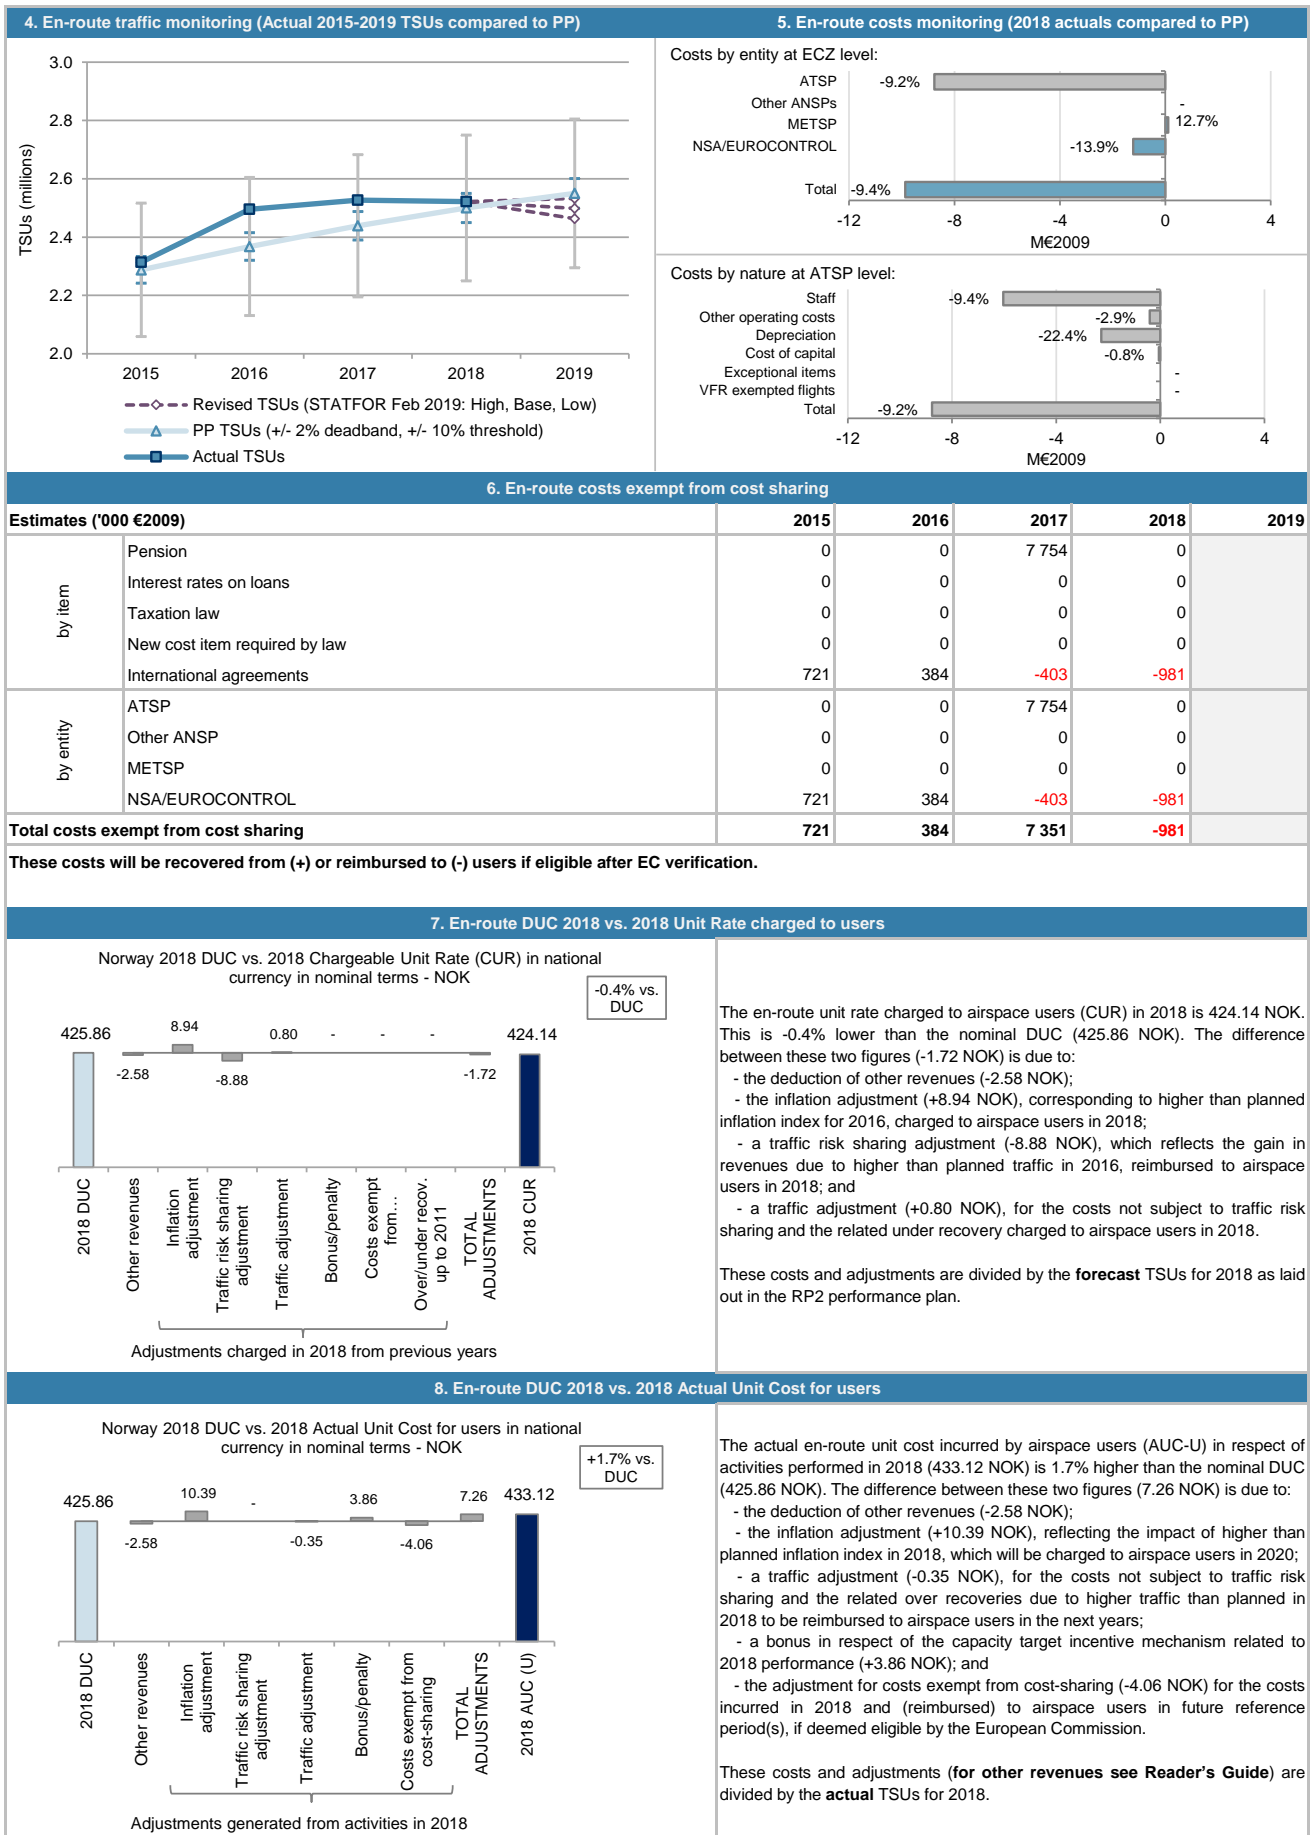 4. En-route traffic monitoring (Actual 2015-2019 TSUs compared to PP)
3.0
2.8
2.6
2.4
2.2
2.0
TSUs (millions)
2015 2016 2017 2018 2019
Revised TSUs (STATFOR Feb 2019: High, Base, Low)
PP TSUs (+/- 2% deadband, +/- 10% threshold)
Actual TSUs
5. En-route costs monitoring (2018 actuals compared to PP)
Costs by entity at ECZ level:
ATSP -9.2%
Other ANSPs -
METSP 12.7%
NSA/EUROCONTROL -13.9%
Total -9.4%
-12 -8 -4 0 4
M€2009
Costs by nature at ATSP level:
Staff -9.4%
Other operating costs -2.9%
Depreciation -22.4%
Cost of capital -0.8%
Exceptional items -
VFR exempted flights -
Total -9.2%
-12 -8 -4 0 4
M€2009
6. En-route costs exempt from cost sharing
Estimates ('000 €2009) 2015 2016 2017 2018 2019
by item
Pension 0 0 7 754 0
Interest rates on loans 0 0 0 0
Taxation law 0 0 0 0
New cost item required by law 0 0 0 0
International agreements 721 384 -403 -981
by entity
ATSP 0 0 7 754 0
Other ANSP 0 0 0 0
METSP 0 0 0 0
NSA/EUROCONTROL 721 384 -403 -981
Total costs exempt from cost sharing 721 384 7 351 -981
These costs will be recovered from (+) or reimbursed to (-) users if eligible after EC verification.
7. En-route DUC 2018 vs. 2018 Unit Rate charged to users
Norway 2018 DUC vs. 2018 Chargeable Unit Rate (CUR) in national
currency in nominal terms - NOK
-0.4% vs.
DUC
425.86 -2.58 8.94 -8.88 0.80 - - - -1.72 424.14
2018 DUC
Other revenues
Inflation
adjustment
Traffic risk sharing
adjustment
Traffic adjustment
Bonus/penalty
Costs exempt
from...
Over/under recov.
up to 2011
TOTAL
ADJUSTMENTS
2018 CUR
Adjustments charged in 2018 from previous years
The en-route unit rate charged to airspace users (CUR) in 2018 is 424.14 NOK.
This is -0.4% lower than the nominal DUC (425.86 NOK). The difference
between these two figures (-1.72 NOK) is due to:
- the deduction of other revenues (-2.58 NOK);
- the inflation adjustment (+8.94 NOK), corresponding to higher than planned
inflation index for 2016, charged to airspace users in 2018;
- a traffic risk sharing adjustment (-8.88 NOK), which reflects the gain in
revenues due to higher than planned traffic in 2016, reimbursed to airspace
users in 2018; and
- a traffic adjustment (+0.80 NOK), for the costs not subject to traffic risk
sharing and the related under recovery charged to airspace users in 2018.
These costs and adjustments are divided by the forecast TSUs for 2018 as laid
out in the RP2 performance plan.
8. En-route DUC 2018 vs. 2018 Actual Unit Cost for users
Norway 2018 DUC vs. 2018 Actual Unit Cost for users in national
currency in nominal terms - NOK
+1.7% vs.
DUC
425.86 -2.58 10.39 - -0.35 3.86 -4.06 7.26 433.12
2018 DUC
Other revenues
Inflation
adjustment
Traffic risk sharing
adjustment
Traffic adjustment
Bonus/penalty
Costs exempt from
cost-sharing
TOTAL
ADJUSTMENTS
2018 AUC (U)
Adjustments generated from activities in 2018
The actual en-route unit cost incurred by airspace users (AUC-U) in respect of
activities performed in 2018 (433.12 NOK) is 1.7% higher than the nominal DUC
(425.86 NOK). The difference between these two figures (7.26 NOK) is due to:
- the deduction of other revenues (-2.58 NOK);
- the inflation adjustment (+10.39 NOK), reflecting the impact of higher than
planned inflation index in 2018, which will be charged to airspace users in 2020;
- a traffic adjustment (-0.35 NOK), for the costs not subject to traffic risk
sharing and the related over recoveries due to higher traffic than planned in
2018 to be reimbursed to airspace users in the next years;
- a bonus in respect of the capacity target incentive mechanism related to
2018 performance (+3.86 NOK); and
- the adjustment for costs exempt from cost-sharing (-4.06 NOK) for the costs
incurred in 2018 and (reimbursed) to airspace users in future reference
period(s), if deemed eligible by the European Commission.
These costs and adjustments (for other revenues see Reader's Guide) are
divided by the actual TSUs for 2018.